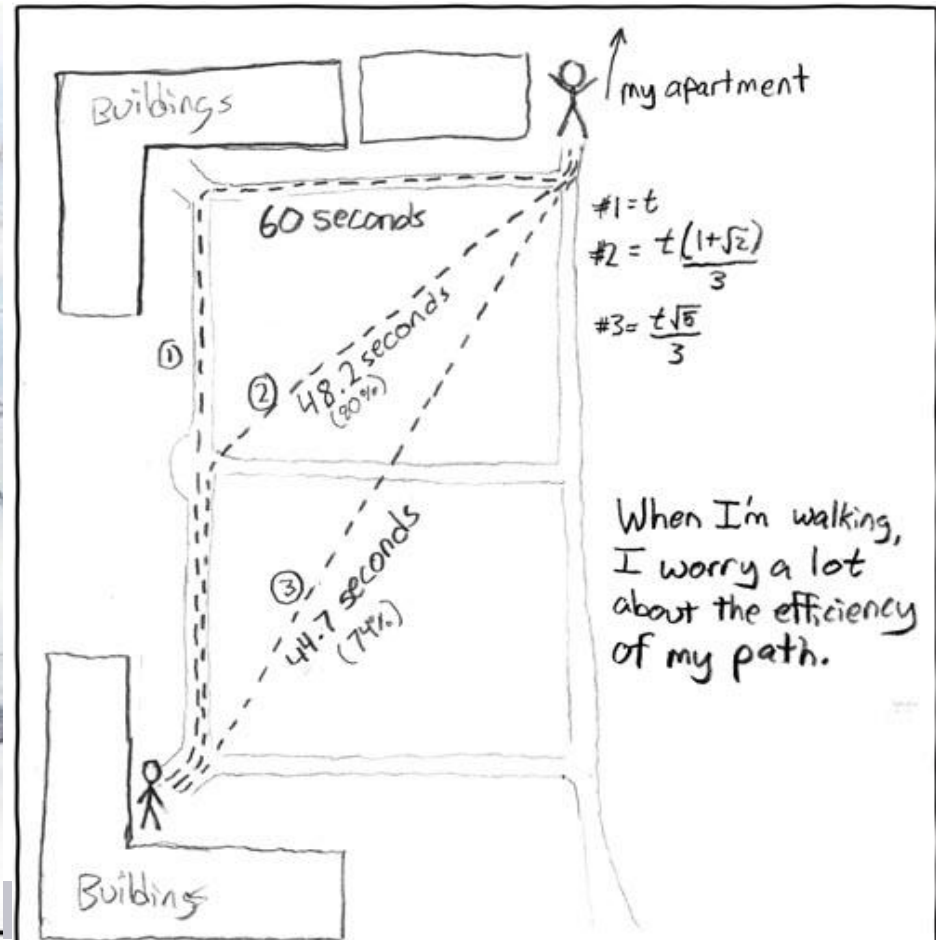 Buildings
my apartment
60 seconds
#1 = t
#2 = t(1+√2)
3
#3 = t√5
3
①
②
48.2 seconds
(80%)
③
44.7 seconds
(74%)
When I'm walking,
I worry a lot
about the efficiency
of my path.
Buildings